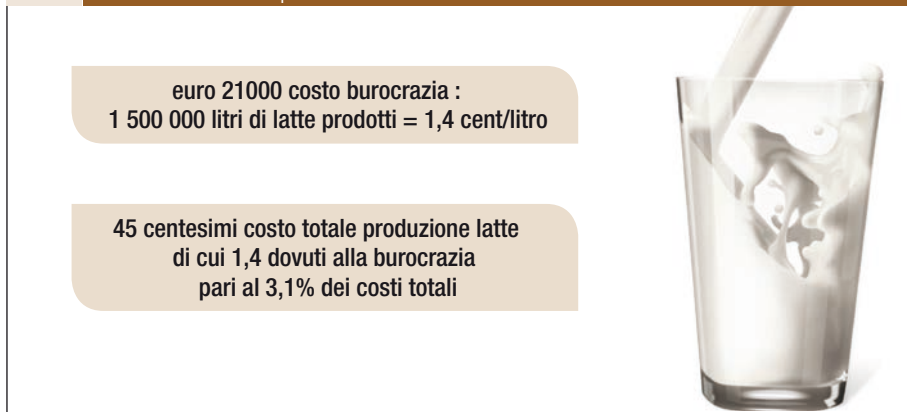 euro 21000 costo burocrazia :
1 500 000 litri di latte prodotti = 1,4 cent/litro
45 centesimi costo totale produzione latte
di cui 1,4 dovuti alla burocrazia
pari al 3,1% dei costi totali